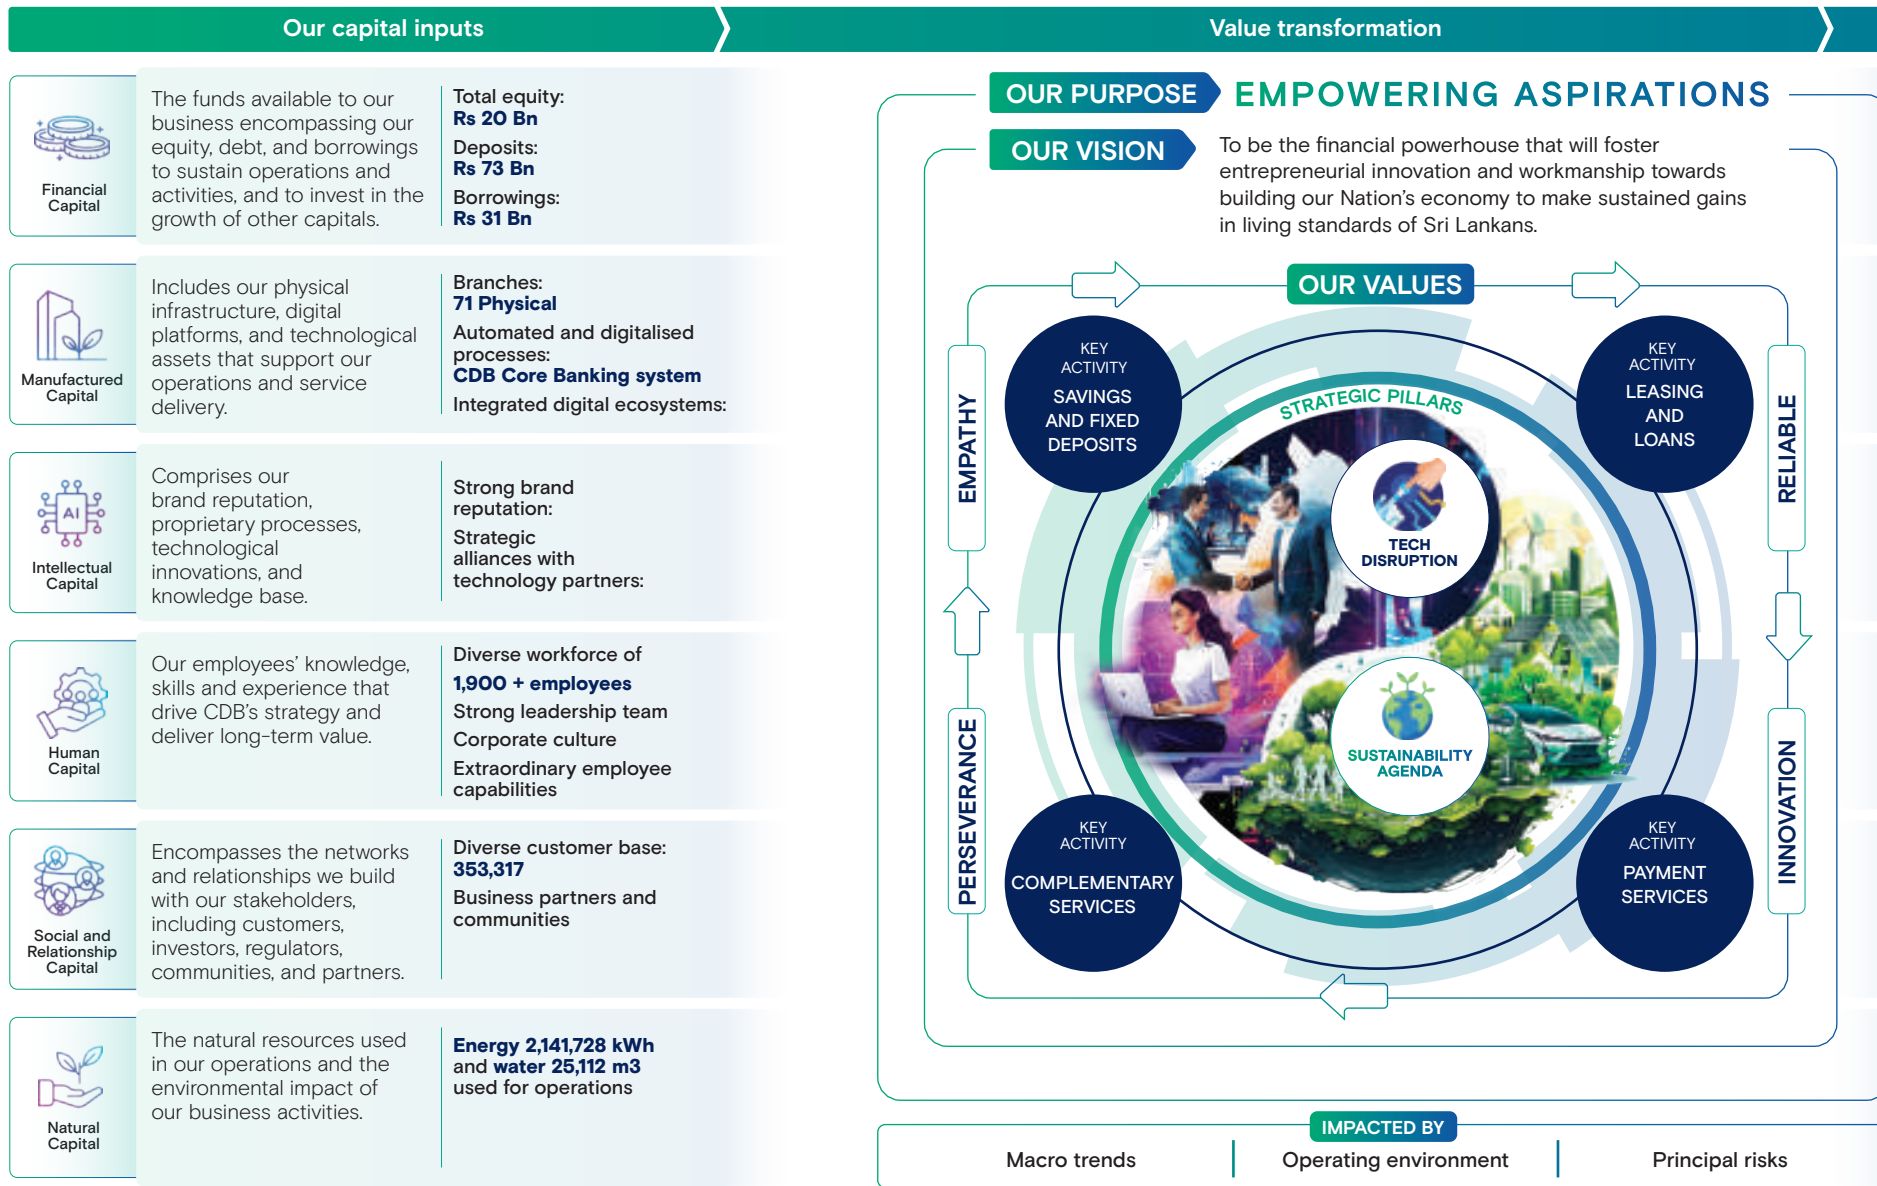 Our capital inputs
Value transformation
Financial
Capital
The funds available to our
business encompassing our
equity, debt, and borrowings
to sustain operations and
activities, and to invest in the
growth of other capitals.
Total equity:
Rs 20 Bn
Deposits:
Rs 73 Bn
Borrowings:
Rs 31 Bn
Manufactured
Capital
Includes our physical
infrastructure, digital
platforms, and technological
assets that support our
operations and service
delivery.
Branches:
71 Physical
Automated and digitalised
processes:
CDB Core Banking system
Integrated digital ecosystems:
AI
Intellectual
Capital
Comprises our
brand reputation,
proprietary processes,
technological
innovations, and
knowledge base.
Strong brand
reputation:
Strategic
alliances with
technology partners:
Human
Capital
Our employees’ knowledge,
skills and experience that
drive CDB’s strategy and
deliver long-term value.
Diverse workforce of
1,900 + employees
Strong leadership team
Corporate culture
Extraordinary employee
capabilities
Social and
Relationship
Capital
Encompasses the networks
and relationships we build
with our stakeholders,
including customers,
investors, regulators,
communities, and partners.
Diverse customer base:
353,317
Business partners and
communities
Natural
Capital
The natural resources used
in our operations and the
environmental impact of
our business activities.
Energy 2,141,728 kWh
and water 25,112 m3
used for operations
OUR PURPOSE
EMPOWERING ASPIRATIONS
OUR VISION
To be the financial powerhouse that will foster
entrepreneurial innovation and workmanship towards
building our Nation’s economy to make sustained gains
in living standards of Sri Lankans.
OUR VALUES
EMPATHY
RELIABLE
INNOVATION
PERSEVERANCE
KEY
ACTIVITY
SAVINGS
AND FIXED
DEPOSITS
KEY
ACTIVITY
LEASING
AND
LOANS
STRATEGIC PILLARS
TECH
DISRUPTION
SUSTAINABILITY
AGENDA
KEY
ACTIVITY
COMPLEMENTARY
SERVICES
KEY
ACTIVITY
PAYMENT
SERVICES
IMPACTED BY
Macro trends
Operating environment
Principal risks